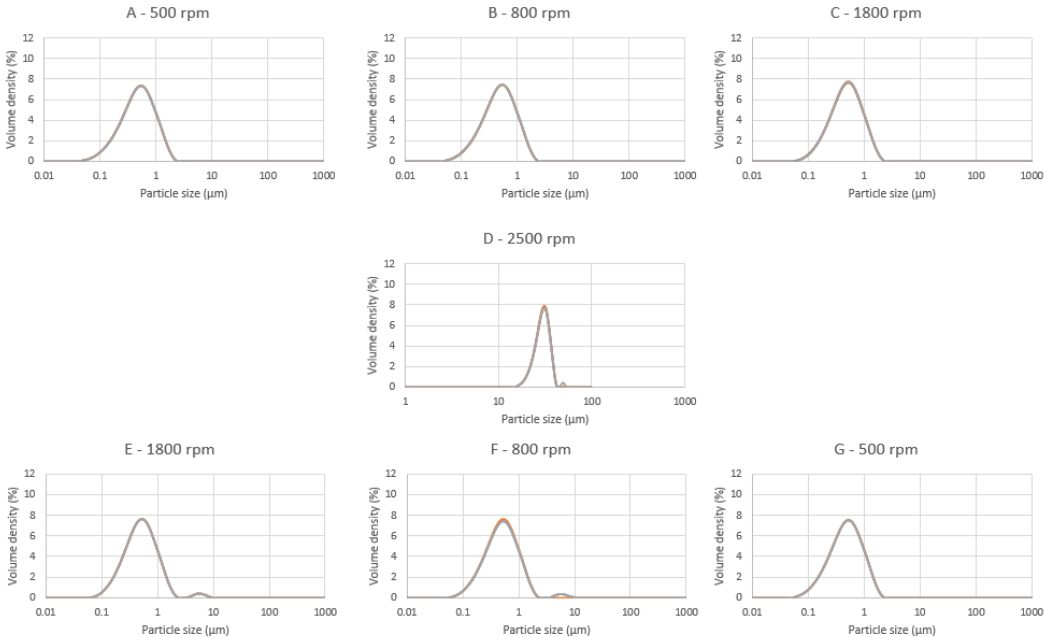 A - 500 rpm
12
10
8
6
4
2
0
Volume density (%)
0.01 0.1 1 10 100 1000
Particle size (µm)
B - 800 rpm
12
10
8
6
4
2
0
Volume density (%)
0.01 0.1 1 10 100 1000
Particle size (µm)
C - 1800 rpm
12
10
8
6
4
2
0
Volume density (%)
0.01 0.1 1 10 100 1000
Particle size (µm)
D - 2500 rpm
12
10
8
6
4
2
0
Volume density (%)
1 10 100 1000
Particle size (µm)
E - 1800 rpm
12
10
8
6
4
2
0
Volume density (%)
0.01 0.1 1 10 100 1000
Particle size (µm)
F - 800 rpm
12
10
8
6
4
2
0
Volume density (%)
0.01 0.1 1 10 100 1000
Particle size (µm)
G - 500 rpm
12
10
8
6
4
2
0
Volume density (%)
0.01 0.1 1 10 100 1000
Particle size (µm)